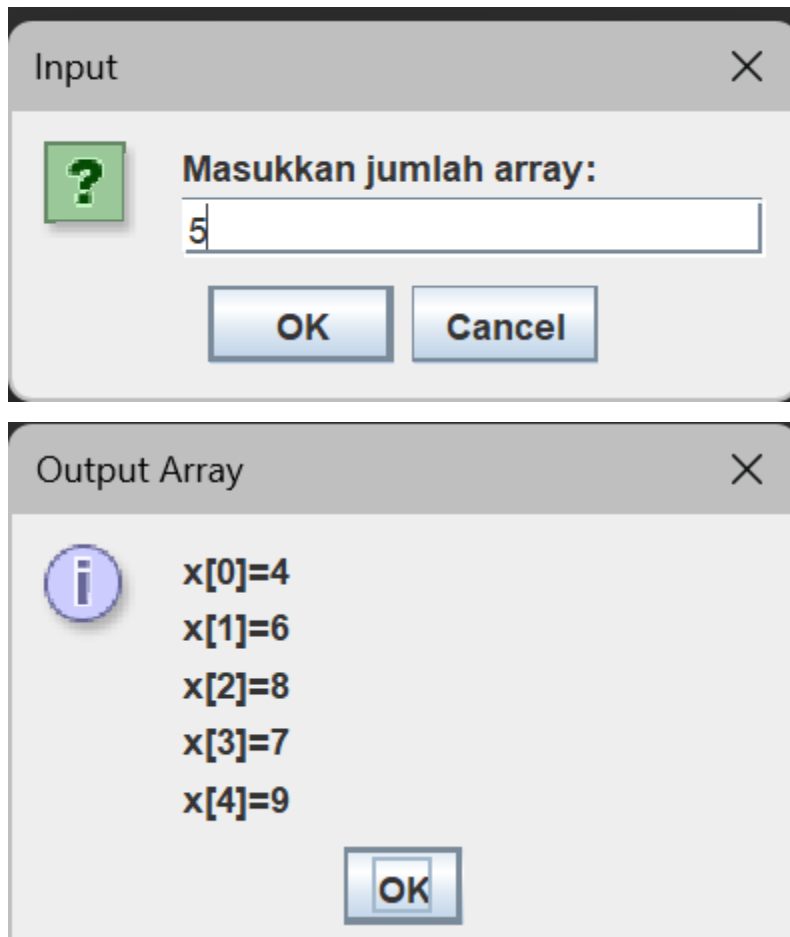 Input
?
Masukkan jumlah array:
5
OK Cancel
Output Array
i
x[0]=4
x[1]=6
x[2]=8
x[3]=7
x[4]=9
OK